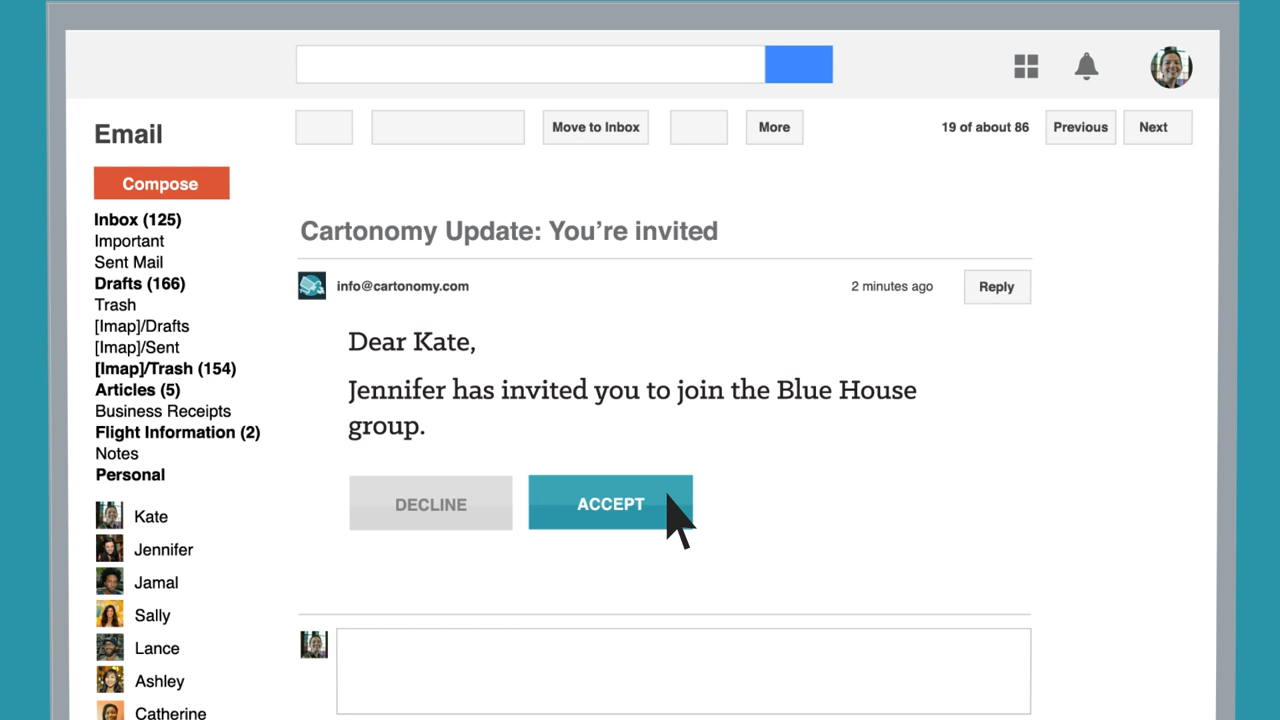 Email
Compose
Inbox (125)
Important
Sent Mail
Drafts (166)
Trash
[Imap]/Drafts
[Imap]/Sent
[Imap]/Trash (154)
Articles (5)
Business Receipts
Flight Information (2)
Notes
Personal
Kate
Jennifer
Jamal
Sally
Lance
Ashley
Catherine
Move to Inbox
More
19 of about 86
Previous
Next
Cartonomy Update: You’re invited
info@cartonomy.com
2 minutes ago
Reply
Dear Kate,
Jennifer has invited you to join the Blue House
group.
DECLINE
ACCEPT